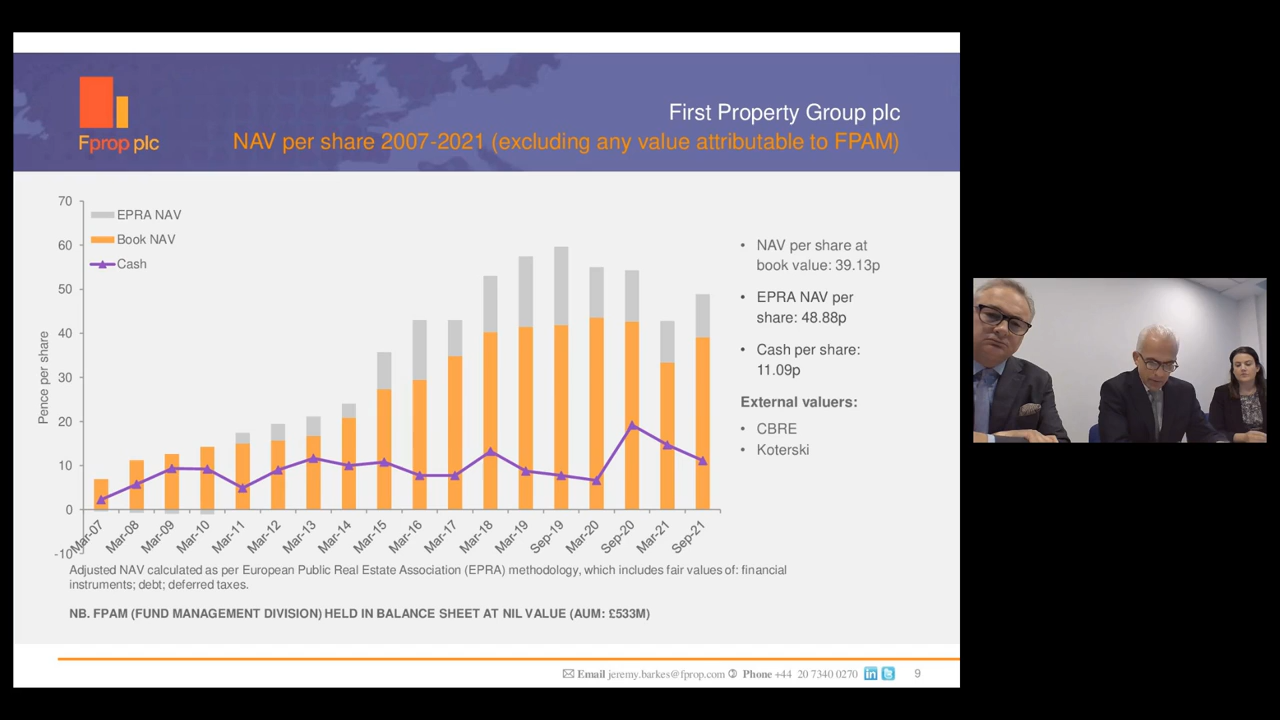 Fprop plc
First Property Group plc
NAV per share 2007-2021 (excluding any value attributable to FPAM)
70
60
50
40
30
20
10
0
-10
Pence per share
EPRA NAV
Book NAV
Cash
Mar-07
Mar-08
Mar-09
Mar-10
Mar-11
Mar-12
Mar-13
Mar-14
Mar-15
Mar-16
Mar-17
Mar-18
Mar-19
Sep-19
Mar-20
Sep-20
Mar-21
Sep-21
• NAV per share at
book value: 39.13p
• EPRA NAV per
share: 48.88p
• Cash per share:
11.09p
External valuers:
• CBRE
• Koterski
Adjusted NAV calculated as per European Public Real Estate Association (EPRA) methodology, which includes fair values of: financial
instruments; debt; deferred taxes.
NB. FPAM (FUND MANAGEMENT DIVISION) HELD IN BALANCE SHEET AT NIL VALUE (AUM: £533M)
Email jeremy.barkes@fprop.com Phone +44 20 7340 0270 in
9